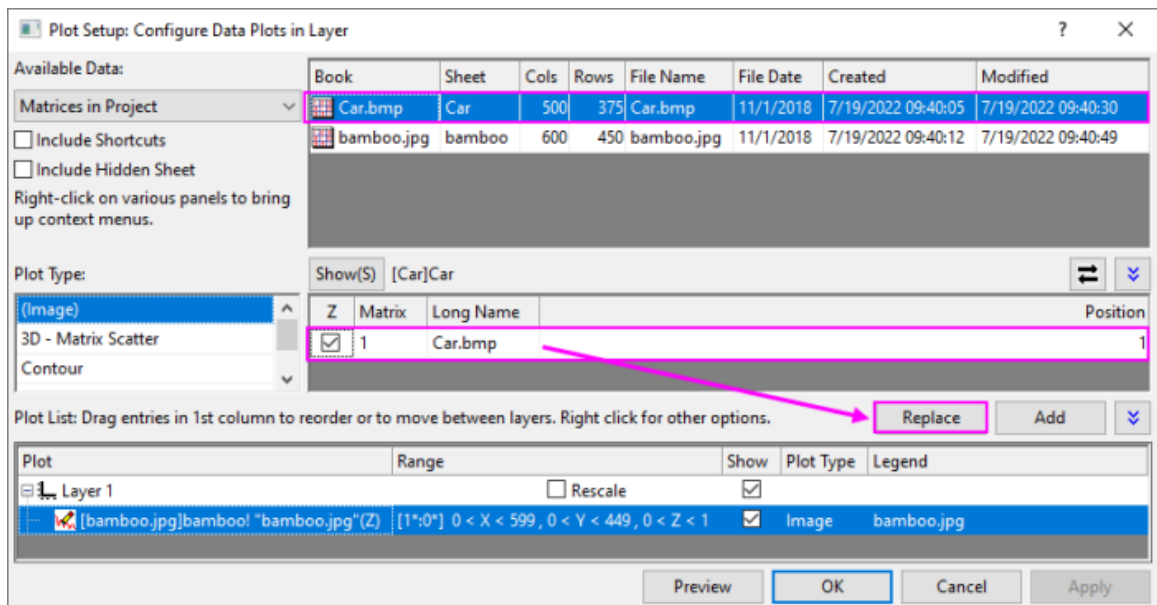 Plot Setup: Configure Data Plots in Layer ? ×
Available Data:
Matrices in Project
Include Shortcuts
Include Hidden Sheet
Right-click on various panels to bring
up context menus.
Book Sheet Cols Rows File Name File Date Created Modified
Car.bmp Car 500 375 Car.bmp 11/1/2018 7/19/2022 09:40:05 7/19/2022 09:40:30
bamboo.jpg bamboo 600 450 bamboo.jpg 11/1/2018 7/19/2022 09:40:12 7/19/2022 09:40:49
Plot Type:
(Image)
3D - Matrix Scatter
Contour
Show(S) [Car]Car
Z Matrix Long Name Position
1 Car.bmp 1
Plot List: Drag entries in 1st column to reorder or to move between layers. Right click for other options. Replace Add
Plot Range Show Plot Type Legend
Layer 1 Rescale
[bamboo.jpg]bamboo! "bamboo.jpg"(Z) [1*:0*] 0 < X < 599 , 0 < Y < 449 , 0 < Z < 1 Image bamboo.jpg
Preview OK Cancel Apply